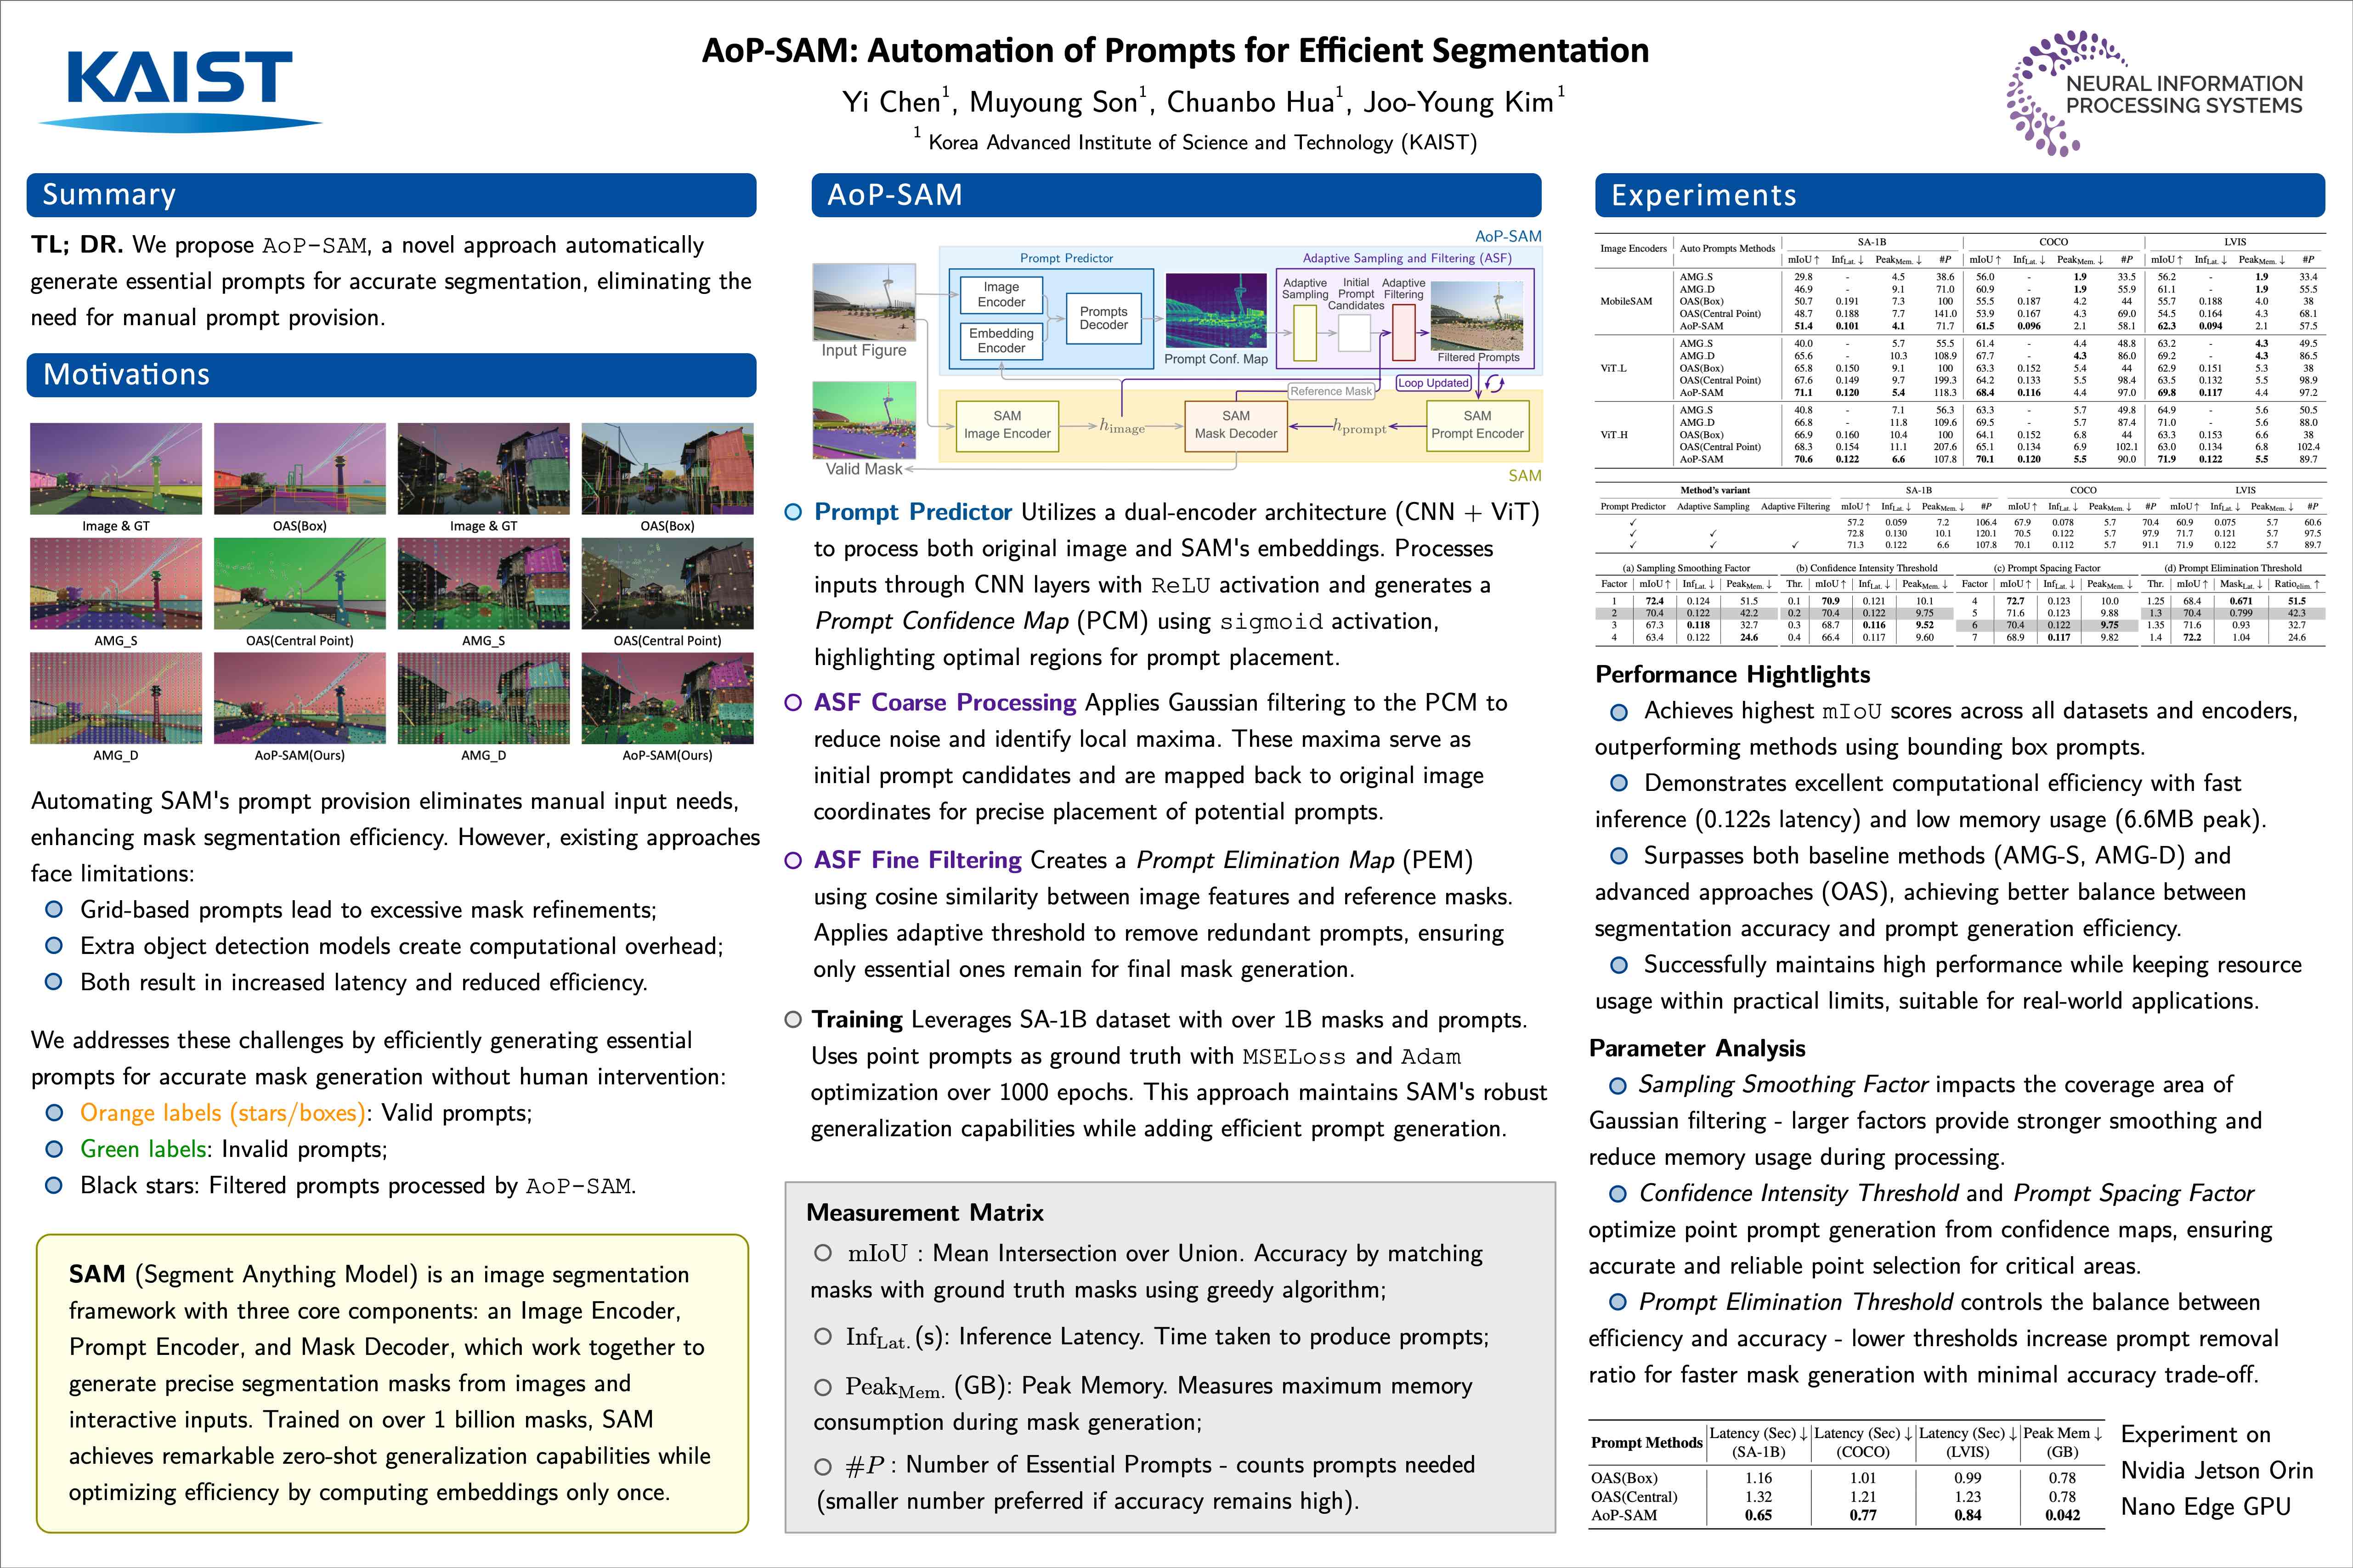 KAIST
AoP-SAM: Automation of Prompts for Efficient Segmentation
Yi Chen¹, Muyoung Son¹, Chuanbo Hua¹, Joo-Young Kim¹
¹ Korea Advanced Institute of Science and Technology (KAIST)
NEURAL INFORMATION
PROCESSING SYSTEMS
Summary
TL; DR. We propose AoP-SAM, a novel approach automatically
generate essential prompts for accurate segmentation, eliminating the
need for manual prompt provision.
Motivations
Image & GT OAS(Box) Image & GT OAS(Box)
AMG_S OAS(Central Point) AMG_S OAS(Central Point)
AMG_D AoP-SAM(Ours) AMG_D AoP-SAM(Ours)
Automating SAM's prompt provision eliminates manual input needs,
enhancing mask segmentation efficiency. However, existing approaches
face limitations:
Grid-based prompts lead to excessive mask refinements;
Extra object detection models create computational overhead;
Both result in increased latency and reduced efficiency.
We addresses these challenges by efficiently generating essential
prompts for accurate mask generation without human intervention:
Orange labels (stars/boxes): Valid prompts;
Green labels: Invalid prompts;
Black stars: Filtered prompts processed by AoP-SAM.
SAM (Segment Anything Model) is an image segmentation
framework with three core components: an Image Encoder,
Prompt Encoder, and Mask Decoder, which work together to
generate precise segmentation masks from images and
interactive inputs. Trained on over 1 billion masks, SAM
achieves remarkable zero-shot generalization capabilities while
optimizing efficiency by computing embeddings only once.
AoP-SAM
AoP-SAM
Prompt Predictor
Adaptive Sampling and Filtering (ASF)
Image
Encoder
Embedding
Encoder
Prompts
Decoder
Adaptive
Sampling
Initial
Prompt
Candidates
Adaptive
Filtering
Input Figure
Prompt Conf. Map
Filtered Prompts
Reference Mask
Loop Updated
SAM
Image Encoder
h_image
SAM
Mask Decoder
h_prompt
SAM
Prompt Encoder
Valid Mask
SAM
Prompt Predictor Utilizes a dual-encoder architecture (CNN + ViT)
to process both original image and SAM's embeddings. Processes
inputs through CNN layers with ReLU activation and generates a
Prompt Confidence Map (PCM) using sigmoid activation,
highlighting optimal regions for prompt placement.
ASF Coarse Processing Applies Gaussian filtering to the PCM to
reduce noise and identify local maxima. These maxima serve as
initial prompt candidates and are mapped back to original image
coordinates for precise placement of potential prompts.
ASF Fine Filtering Creates a Prompt Elimination Map (PEM)
using cosine similarity between image features and reference masks.
Applies adaptive threshold to remove redundant prompts, ensuring
only essential ones remain for final mask generation.
Training Leverages SA-1B dataset with over 1B masks and prompts.
Uses point prompts as ground truth with MSELoss and Adam
optimization over 1000 epochs. This approach maintains SAM's robust
generalization capabilities while adding efficient prompt generation.
Measurement Matrix
mIoU : Mean Intersection over Union. Accuracy by matching
masks with ground truth masks using greedy algorithm;
Inf_Lat. (s): Inference Latency. Time taken to produce prompts;
Peak_Mem. (GB): Peak Memory. Measures maximum memory
consumption during mask generation;
#P : Number of Essential Prompts - counts prompts needed
(smaller number preferred if accuracy remains high).
Experiments
Image Encoders Auto Prompts Methods SA-1B COCO LVIS
mIoU ↑ Inf_Lat. ↓ Peak_Mem. ↓ #P mIoU ↑ Inf_Lat. ↓ Peak_Mem. ↓ #P mIoU ↑ Inf_Lat. ↓ Peak_Mem. ↓ #P
MobileSAM
AMG.S 29.8 - 4.5 38.6 56.0 - 1.9 33.5 56.2 - 1.9 33.4
AMG.D 46.9 - 9.1 71.0 60.9 - 1.9 55.9 61.1 - 1.9 55.5
OAS(Box) 50.7 0.191 7.3 100 55.5 0.187 4.2 44 55.7 0.188 4.0 38
OAS(Central Point) 48.7 0.188 7.7 141.0 53.9 0.167 4.3 69.0 54.5 0.164 4.3 68.1
AoP-SAM 51.4 0.101 4.1 71.7 61.5 0.096 2.1 58.1 62.3 0.094 2.1 57.5
ViT.L
AMG.S 40.0 - 5.7 55.5 61.4 - 4.4 48.8 63.2 - 4.3 49.5
AMG.D 65.6 - 10.3 108.9 67.7 - 4.3 86.0 69.2 - 4.3 86.5
OAS(Box) 65.8 0.150 9.1 100 63.3 0.152 5.4 44 62.9 0.151 5.3 38
OAS(Central Point) 67.6 0.149 9.7 199.3 64.2 0.133 5.5 98.4 63.5 0.132 5.5 98.9
AoP-SAM 71.1 0.120 5.4 118.3 68.4 0.116 4.4 97.0 69.8 0.117 4.4 97.2
ViT.H
AMG.S 40.8 - 7.1 56.3 63.3 - 5.7 49.8 64.9 - 5.6 50.5
AMG.D 66.8 - 11.8 109.6 69.5 - 5.7 87.4 71.0 - 5.6 88.0
OAS(Box) 66.9 0.160 10.4 100 64.1 0.152 6.8 44 63.3 0.153 6.6 38
OAS(Central Point) 68.3 0.154 11.1 207.6 65.1 0.134 6.9 102.1 63.0 0.134 6.8 102.4
AoP-SAM 70.6 0.122 6.6 107.8 70.1 0.120 5.5 90.0 71.9 0.122 5.5 89.7
Method's variant SA-1B COCO LVIS
Prompt Predictor Adaptive Sampling Adaptive Filtering mIoU ↑ Inf_Lat. ↓ Peak_Mem. ↓ #P mIoU ↑ Inf_Lat. ↓ Peak_Mem. ↓ #P mIoU ↑ Inf_Lat. ↓ Peak_Mem. ↓ #P
✓ 57.2 0.059 7.2 106.4 67.9 0.078 5.7 70.4 60.9 0.075 5.7 60.6
✓ ✓ 72.8 0.130 10.1 120.1 70.5 0.122 5.7 97.9 71.7 0.121 5.7 97.5
✓ ✓ ✓ 71.3 0.122 6.6 107.8 70.1 0.112 5.7 91.1 71.9 0.122 5.7 89.7
(a) Sampling Smoothing Factor (b) Confidence Intensity Threshold (c) Prompt Spacing Factor (d) Prompt Elimination Threshold
Factor mIoU ↑ Inf_Lat. ↓ Peak_Mem. ↓ Thr. mIoU ↑ Inf_Lat. ↓ Peak_Mem. ↓ Factor mIoU ↑ Inf_Lat. ↓ Peak_Mem. ↓ Thr. mIoU ↑ Mask_Lat. ↓ Ratio_elim. ↑
1 72.4 0.124 51.5 0.1 70.9 0.121 10.1 4 72.7 0.123 10.0 1.25 68.4 0.671 51.5
2 70.4 0.122 42.2 0.2 70.4 0.122 9.75 5 71.6 0.123 9.88 1.3 70.4 0.799 42.3
3 67.3 0.118 32.7 0.3 68.7 0.116 9.52 6 70.4 0.122 9.75 1.35 71.6 0.93 32.7
4 63.4 0.122 24.6 0.4 66.4 0.117 9.60 7 68.9 0.117 9.82 1.4 72.2 1.04 24.6
Performance Hightlights
Achieves highest mIoU scores across all datasets and encoders,
outperforming methods using bounding box prompts.
Demonstrates excellent computational efficiency with fast
inference (0.122s latency) and low memory usage (6.6MB peak).
Surpasses both baseline methods (AMG-S, AMG-D) and
advanced approaches (OAS), achieving better balance between
segmentation accuracy and prompt generation efficiency.
Successfully maintains high performance while keeping resource
usage within practical limits, suitable for real-world applications.
Parameter Analysis
Sampling Smoothing Factor impacts the coverage area of
Gaussian filtering - larger factors provide stronger smoothing and
reduce memory usage during processing.
Confidence Intensity Threshold and Prompt Spacing Factor
optimize point prompt generation from confidence maps, ensuring
accurate and reliable point selection for critical areas.
Prompt Elimination Threshold controls the balance between
efficiency and accuracy - lower thresholds increase prompt removal
ratio for faster mask generation with minimal accuracy trade-off.
Prompt Methods Latency (Sec) ↓ Latency (Sec) ↓ Latency (Sec) ↓ Peak Mem ↓
(SA-1B) (COCO) (LVIS) (GB)
OAS(Box) 1.16 1.01 0.99 0.78
OAS(Central) 1.32 1.21 1.23 0.78
AoP-SAM 0.65 0.77 0.84 0.042
Experiment on
Nvidia Jetson Orin
Nano Edge GPU